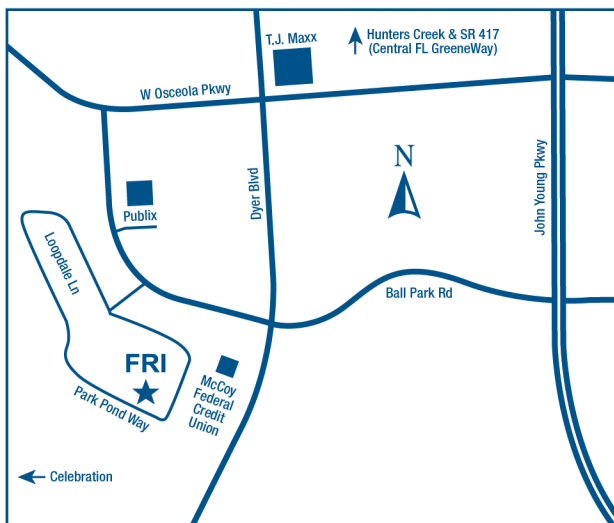 T.J. Maxx
Hunters Creek & SR 417
(Central FL GreeneWay)
W Osceola Pkwy
N
Dyer Blvd
John Young Pkwy
Publix
Loopdale Ln
Ball Park Rd
FRI
McCoy
Federal
Credit
Union
Park Pond Way
Celebration